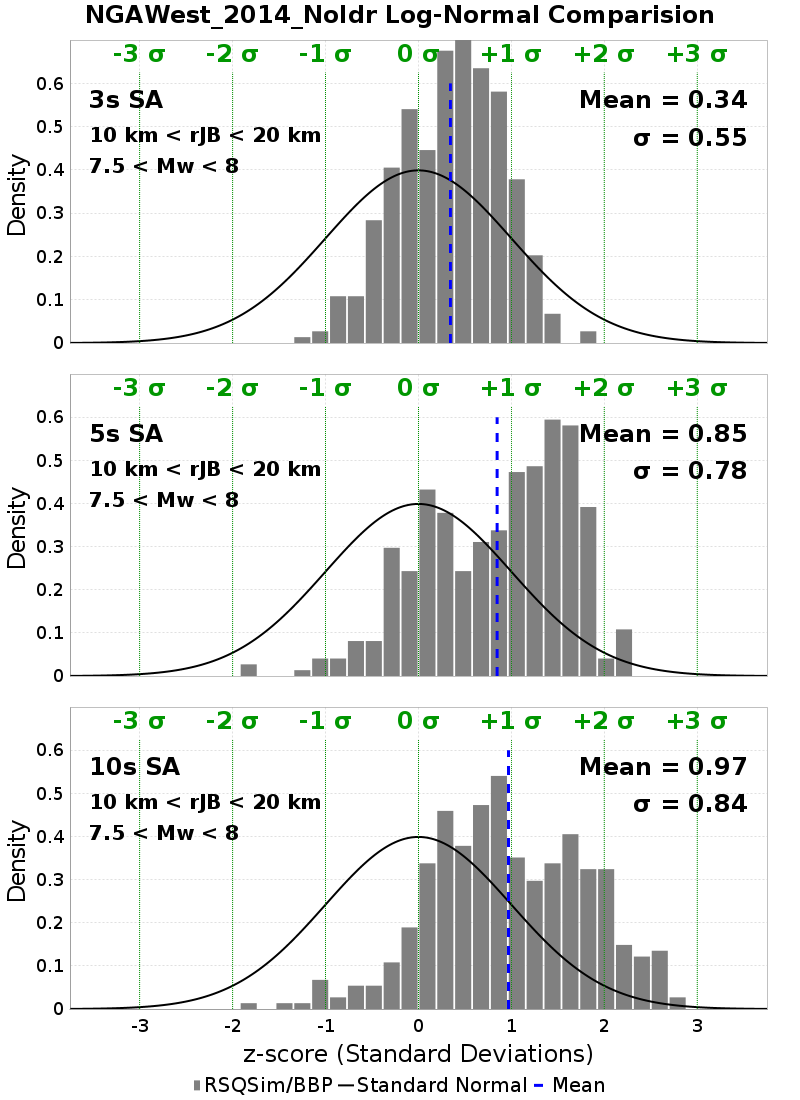 NGAWest_2014_NoIdr Log-Normal Comparision
-3 σ -2 σ -1 σ 0 σ +1 σ +2 σ +3 σ
3s SA
Mean = 0.34
10 km < rJB < 20 km
σ = 0.55
7.5 < Mw < 8
Density
0.6
0.5
0.4
0.3
0.2
0.1
0
-3 σ -2 σ -1 σ 0 σ +1 σ +2 σ +3 σ
5s SA
Mean = 0.85
10 km < rJB < 20 km
σ = 0.78
7.5 < Mw < 8
Density
0.6
0.5
0.4
0.3
0.2
0.1
0
-3 σ -2 σ -1 σ 0 σ +1 σ +2 σ +3 σ
10s SA
Mean = 0.97
10 km < rJB < 20 km
σ = 0.84
7.5 < Mw < 8
Density
0.6
0.5
0.4
0.3
0.2
0.1
0
-3 -2 -1 0 1 2 3
z-score (Standard Deviations)
RSQSim/BBP Standard Normal Mean